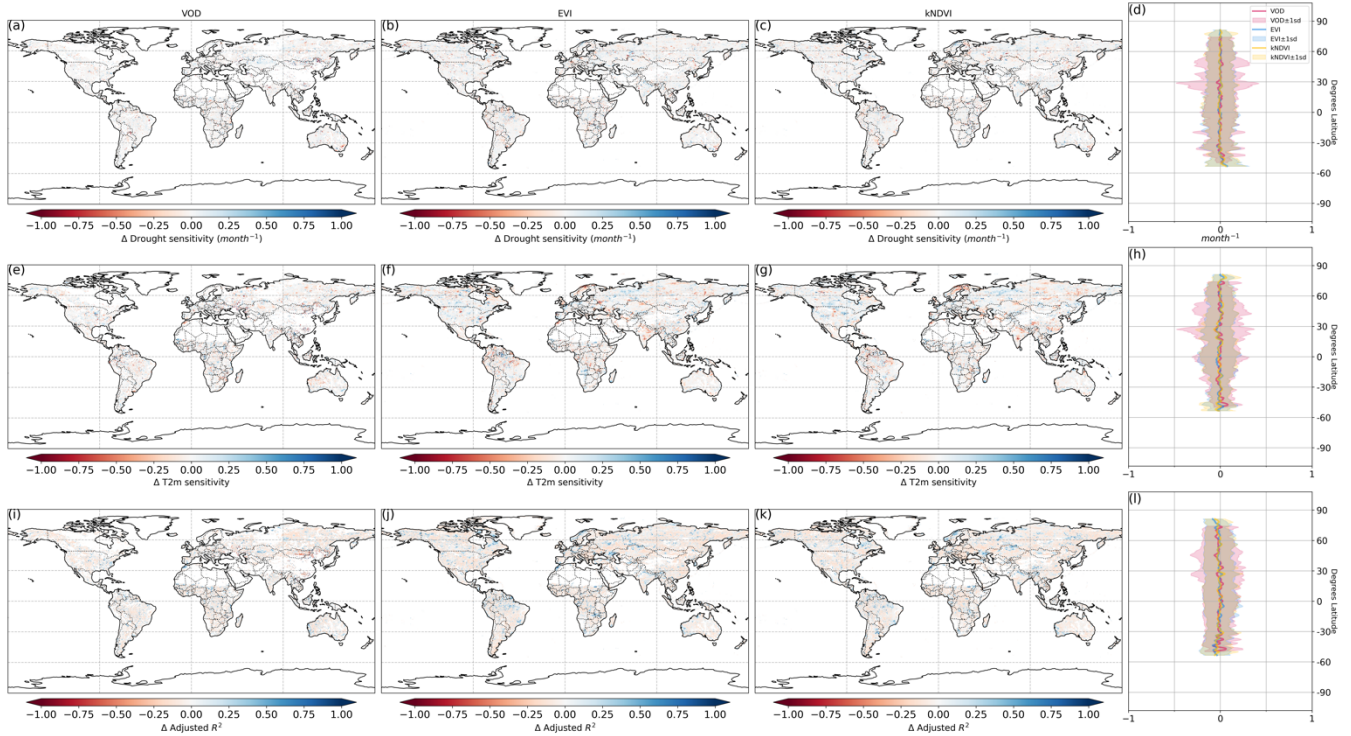 VOD
EVI
kNDVI
(a)
(b)
(c)
(d)
VOD
VOD±1sd
EVI
EVI±1sd
kNDVI
kNDVI±1sd
90
60
30
0
-30
-60
-90
Degrees Latitude
−1.00 −0.75 −0.50 −0.25 0.00 0.25 0.50 0.75 1.00
Δ Drought sensitivity (month⁻¹)
−1.00 −0.75 −0.50 −0.25 0.00 0.25 0.50 0.75 1.00
Δ Drought sensitivity (month⁻¹)
−1.00 −0.75 −0.50 −0.25 0.00 0.25 0.50 0.75 1.00
Δ Drought sensitivity (month⁻¹)
−1 0 1
month⁻¹
(e)
(f)
(g)
(h)
90
60
30
0
-30
-60
-90
Degrees Latitude
−1.00 −0.75 −0.50 −0.25 0.00 0.25 0.50 0.75 1.00
Δ T2m sensitivity
−1.00 −0.75 −0.50 −0.25 0.00 0.25 0.50 0.75 1.00
Δ T2m sensitivity
−1.00 −0.75 −0.50 −0.25 0.00 0.25 0.50 0.75 1.00
Δ T2m sensitivity
−1 0 1
(i)
(j)
(k)
(l)
90
60
30
0
-30
-60
-90
Degrees Latitude
−1.00 −0.75 −0.50 −0.25 0.00 0.25 0.50 0.75 1.00
Δ Adjusted R²
−1.00 −0.75 −0.50 −0.25 0.00 0.25 0.50 0.75 1.00
Δ Adjusted R²
−1.00 −0.75 −0.50 −0.25 0.00 0.25 0.50 0.75 1.00
Δ Adjusted R²
−1 0 1